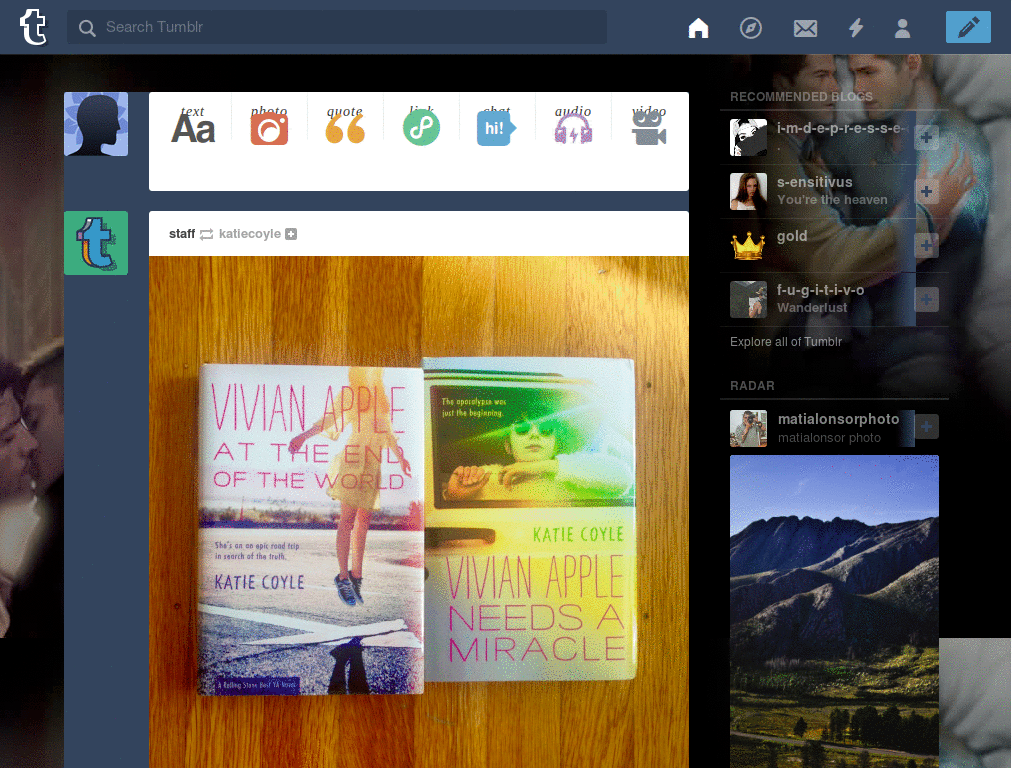 Search Tumblr
text photo quote link chat audio video
Aa hi!
staff katiecoyle
VIVIAN APPLE
AT THE END
OF THE WORLD
She's on an epic road trip
in search of the truth.
KATIE COYLE
A Rolling Stone Best YA Novel
The apocalypse was
just the beginning.
KATIE COYLE
VIVIAN APPLE
NEEDS A
MIRACLE
RECOMMENDED BLOGS
i-m-d-e-p-r-e-s-s-e-
.
s-ensitivus
You're the heaven
gold
f-u-g-i-t-i-v-o
Wanderfust
Explore all of Tumblr
RADAR
matialonsorphoto
matialonsor photo